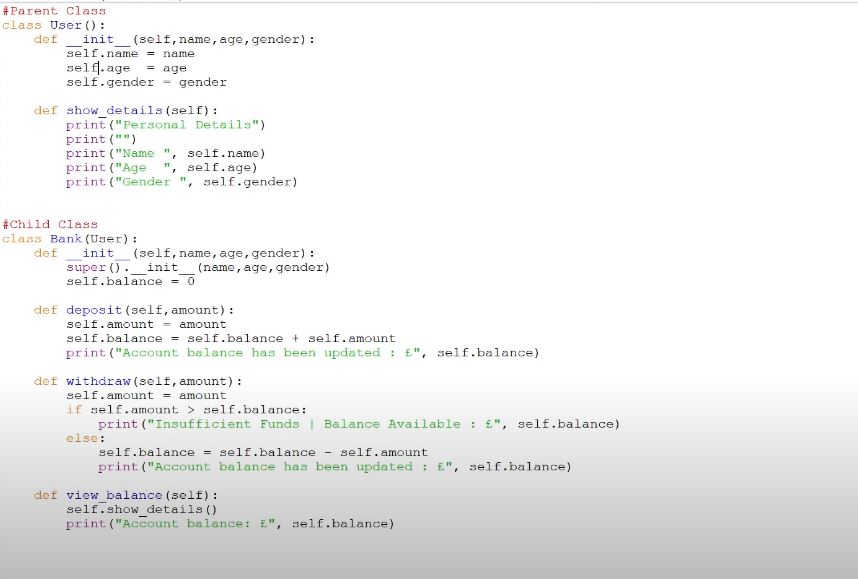 #Parent Class
class User():
    def __init__(self,name,age,gender):
        self.name = name
        self.age  = age
        self.gender = gender

    def show_details(self):
        print("Personal Details")
        print("")
        print("Name ", self.name)
        print("Age  ", self.age)
        print("Gender ", self.gender)


#Child Class
class Bank(User):
    def __init__(self,name,age,gender):
        super().__init__(name,age,gender)
        self.balance = 0

    def deposit(self,amount):
        self.amount = amount
        self.balance = self.balance + self.amount
        print("Account balance has been updated : £", self.balance)

    def withdraw(self,amount):
        self.amount = amount
        if self.amount > self.balance:
            print("Insufficient Funds | Balance Available : £", self.balance)
        else:
            self.balance = self.balance - self.amount
            print("Account balance has been updated : £", self.balance)

    def view_balance(self):
        self.show_details()
        print("Account balance: £", self.balance)